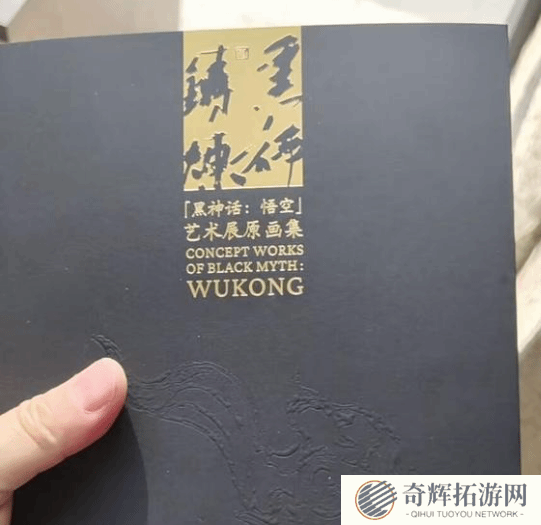 「黑神话：悟空」
艺术展原画集
CONCEPT WORKS
OF BLACK MYTH:
WUKONG
奇辉拓游网
QIHUI TUOYOU NETWORK